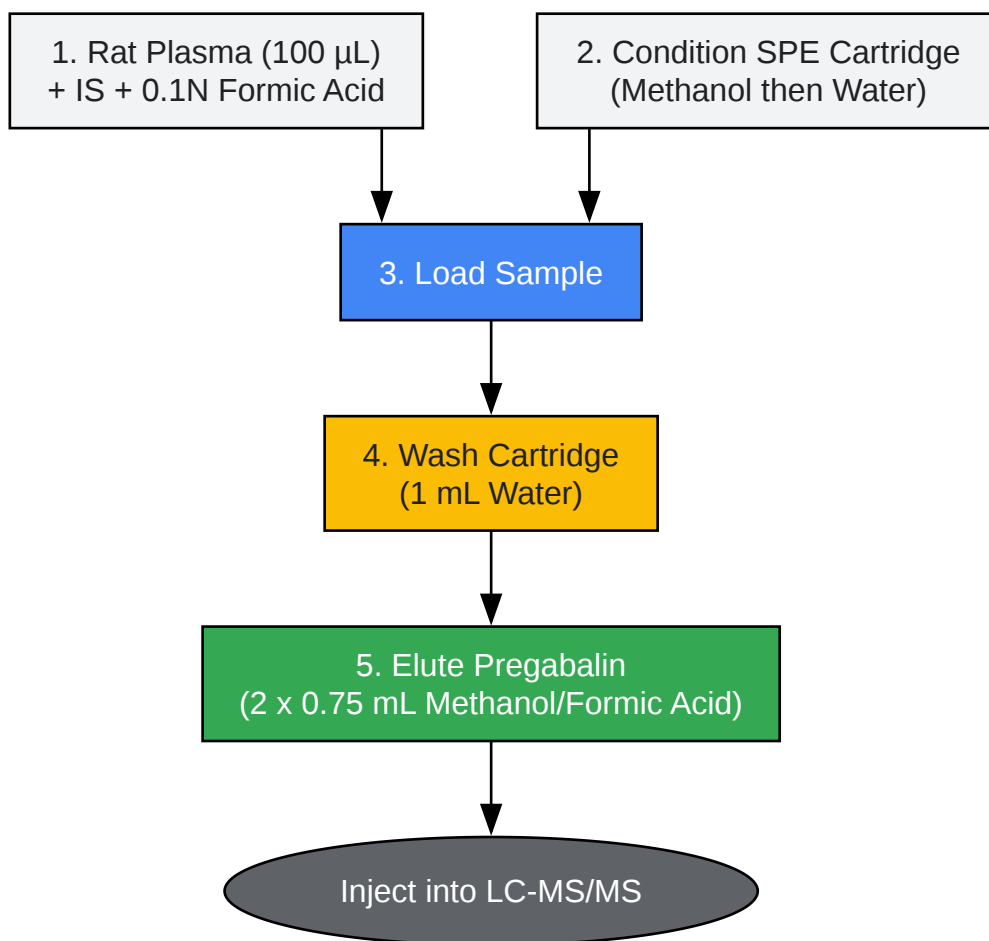 1. Rat Plasma (100 µL)
+ IS + 0.1N Formic Acid
2. Condition SPE Cartridge
(Methanol then Water)
3. Load Sample
4. Wash Cartridge
(1 mL Water)
5. Elute Pregabalin
(2 x 0.75 mL Methanol/Formic Acid)
Inject into LC-MS/MS